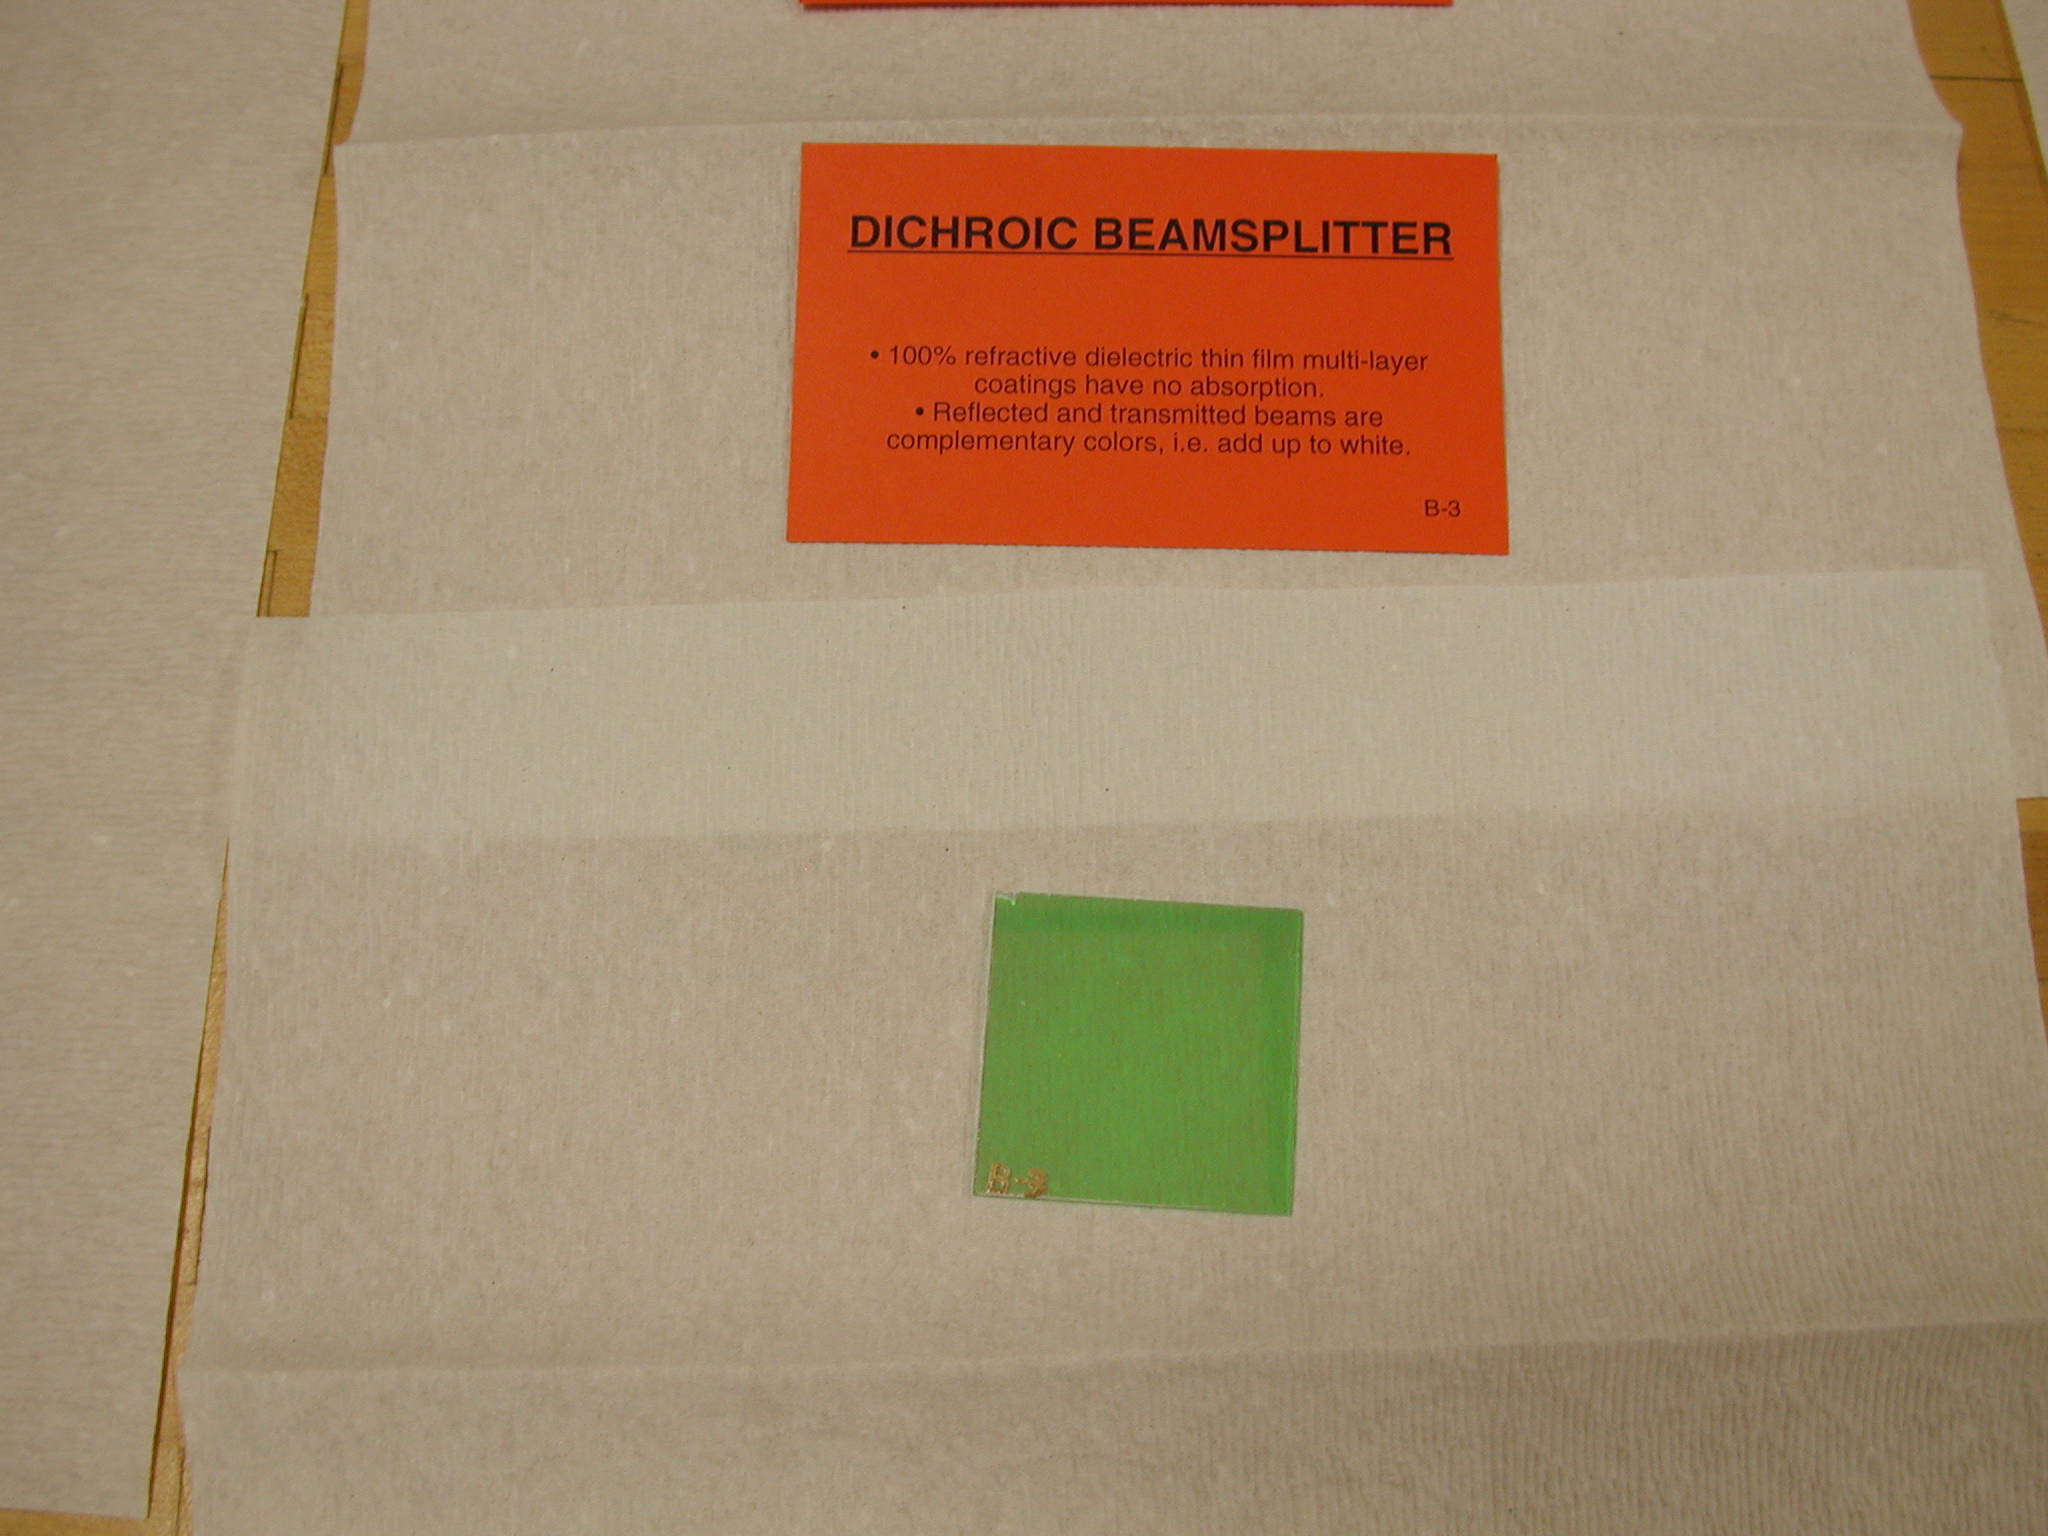 DICHROIC BEAMSPLITTER
• 100% refractive dielectric thin film multi-layer
coatings have no absorption.
• Reflected and transmitted beams are
complementary colors, i.e. add up to white.
B-3
B-3